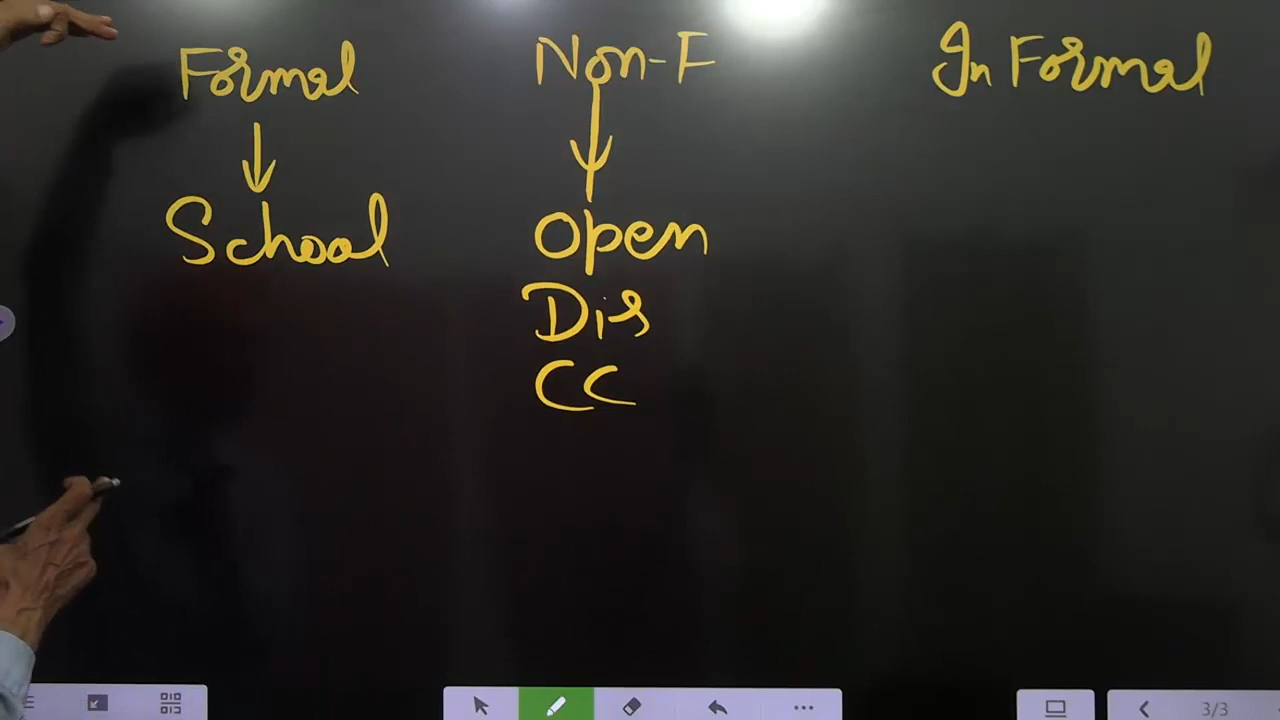 Formal
Non-F
In Formal
School
Open
Dis
CC
3/3